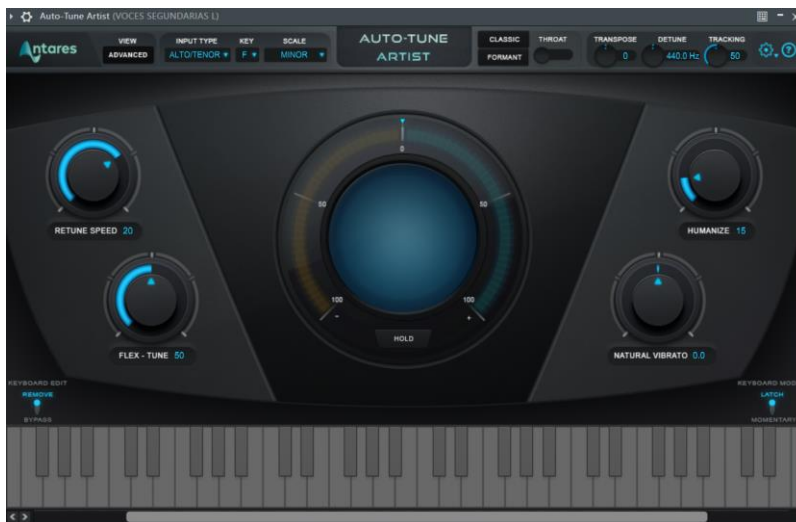 Auto-Tune Artist (VOCES SEGUNDARIAS L)
Antares
VIEW
ADVANCED
INPUT TYPE
ALTO/TENOR
KEY
F
SCALE
MINOR
AUTO-TUNE
ARTIST
CLASSIC
FORMANT
THROAT
TRANSPOSE
0
DETUNE
440.0 Hz
TRACKING
50
?
0
50
50
100
100
-
+
HOLD
RETUNE SPEED 20
FLEX - TUNE 50
HUMANIZE 15
NATURAL VIBRATO 0.0
KEYBOARD EDIT
REMOVE
BYPASS
KEYBOARD MOD
LATCH
MOMENTARY